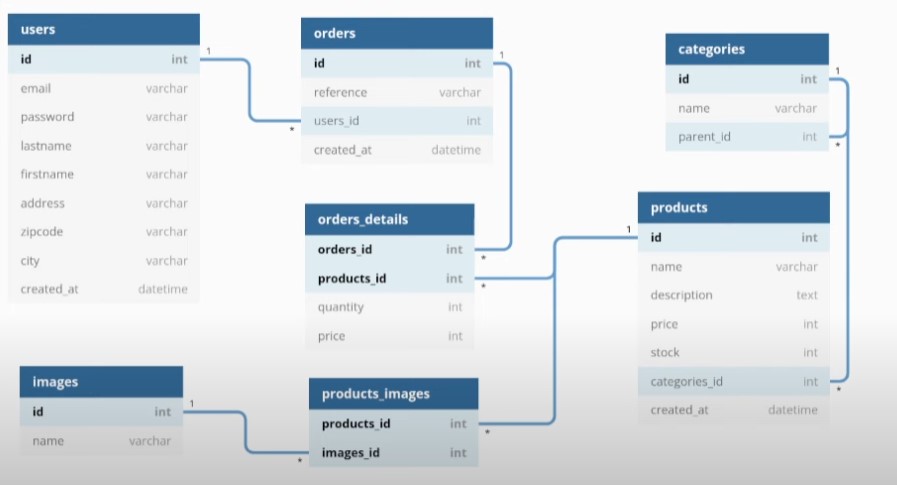 users
id int
email varchar
password varchar
lastname varchar
firstname varchar
address varchar
zipcode varchar
city varchar
created_at datetime
1
*
orders
id int
reference varchar
users_id int
created_at datetime
1
*
orders_details
orders_id int
products_id int
quantity int
price int
*
categories
id int
name varchar
parent_id int
1
*
products
id int
name varchar
description text
price int
stock int
categories_id int
created_at datetime
1
*
images
id int
name varchar
1
*
products_images
products_id int
images_id int
*